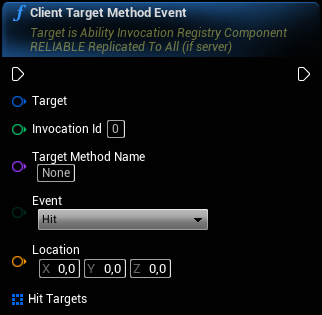 f Client Target Method Event
Target is Ability Invocation Registry Component
RELIABLE Replicated To All (if server)
Target
Invocation Id 0
Target Method Name
None
Event
Hit
Location
X 0,0 Y 0,0 Z 0,0
Hit Targets